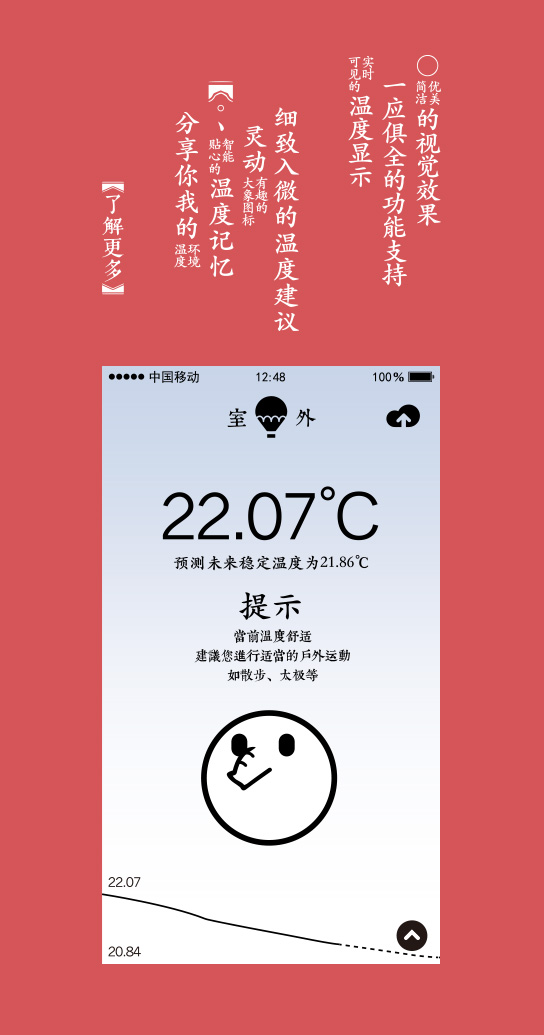 〇优美简洁的视觉效果
一应俱全的功能支持
实时可见的温度显示
细致入微的温度建议
灵动有趣的大象图标
【。、智能贴心的温度记忆
分享你我的环境温度
【了解更多】
●●●●● 中国移动 12:48 100%
室 外
22.07℃
预测未来稳定温度为21.86℃
提示
當前溫度舒适
建議您進行适當的戶外运動
如散步、太极等
22.07
20.84